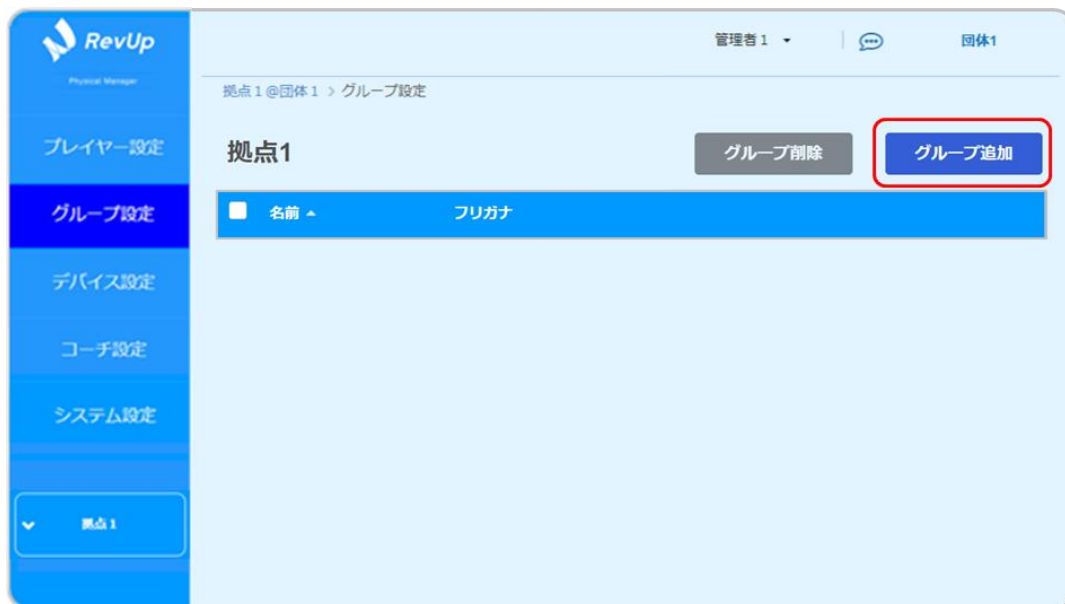 RevUp
Physical Manager
管理者1
団体1
拠点1@団体1 > グループ設定
プレイヤー設定
グループ設定
デバイス設定
コーチ設定
システム設定
拠点1
拠点1
グループ削除
グループ追加
名前
フリガナ